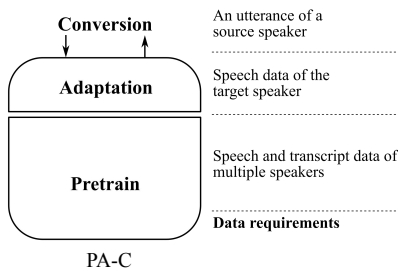 Conversion
An utterance of a
source speaker
Adaptation
Speech data of the
target speaker
Pretrain
Speech and transcript data of
multiple speakers
Data requirements
PA-C